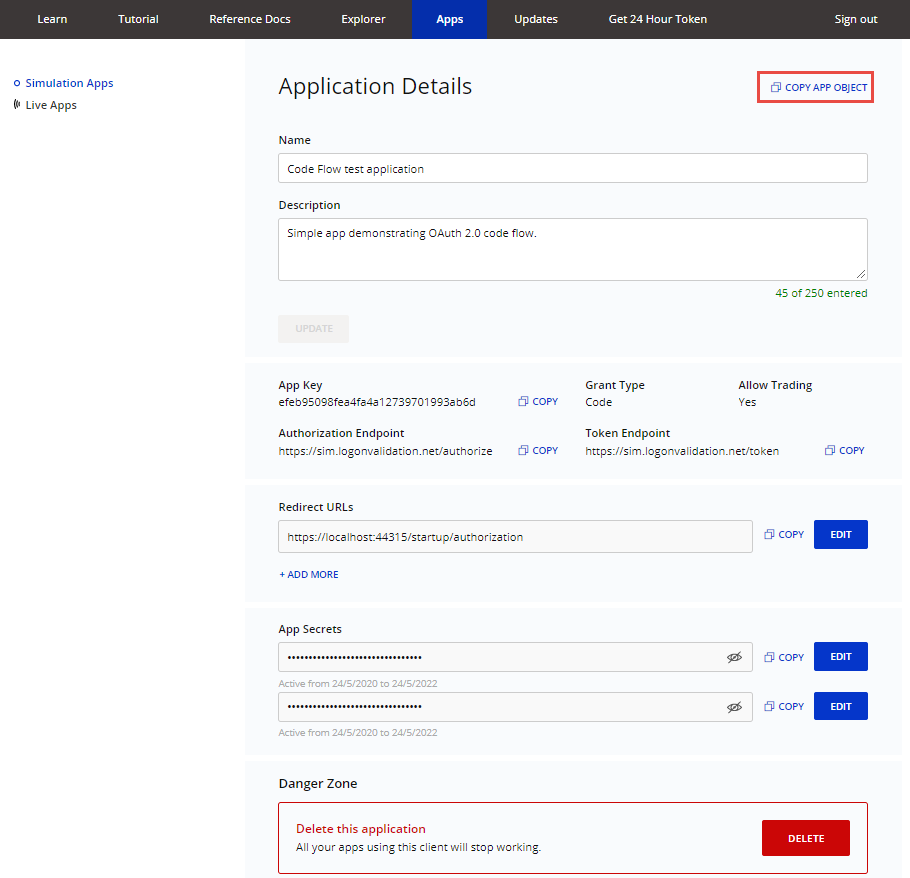 Learn Tutorial Reference Docs Explorer Apps Updates Get 24 Hour Token Sign out
Simulation Apps
Live Apps
Application Details
COPY APP OBJECT
Name
Code Flow test application
Description
Simple app demonstrating OAuth 2.0 code flow.
45 of 250 entered
UPDATE
App Key Grant Type Allow Trading
efeb95098fea4fa4a12739701993ab6d COPY Code Yes
Authorization Endpoint Token Endpoint
https://sim.logonvalidation.net/authorize COPY https://sim.logonvalidation.net/token COPY
Redirect URLs
https://localhost:44315/startup/authorization COPY EDIT
+ ADD MORE
App Secrets
•••••••••••••••••••••••••••••••• COPY EDIT
Active from 24/5/2020 to 24/5/2022
•••••••••••••••••••••••••••••••• COPY EDIT
Active from 24/5/2020 to 24/5/2022
Danger Zone
Delete this application
All your apps using this client will stop working.
DELETE